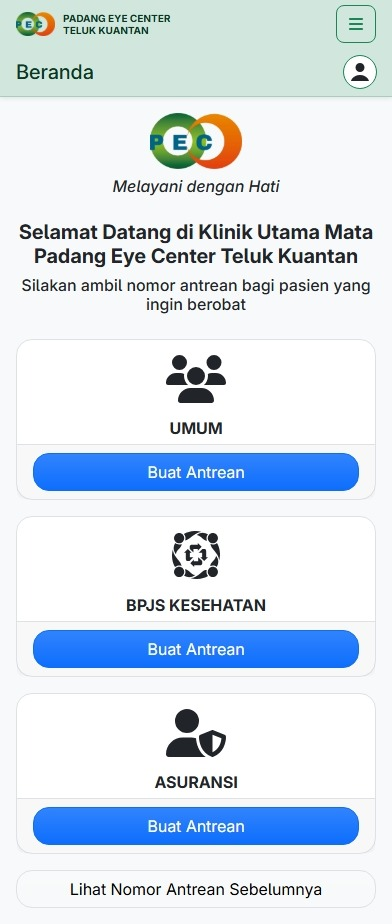 PEC
PADANG EYE CENTER
TELUK KUANTAN
Beranda
PEC
Melayani dengan Hati
Selamat Datang di Klinik Utama Mata
Padang Eye Center Teluk Kuantan
Silakan ambil nomor antrean bagi pasien yang
ingin berobat
UMUM
Buat Antrean
BPJS KESEHATAN
Buat Antrean
ASURANSI
Buat Antrean
Lihat Nomor Antrean Sebelumnya